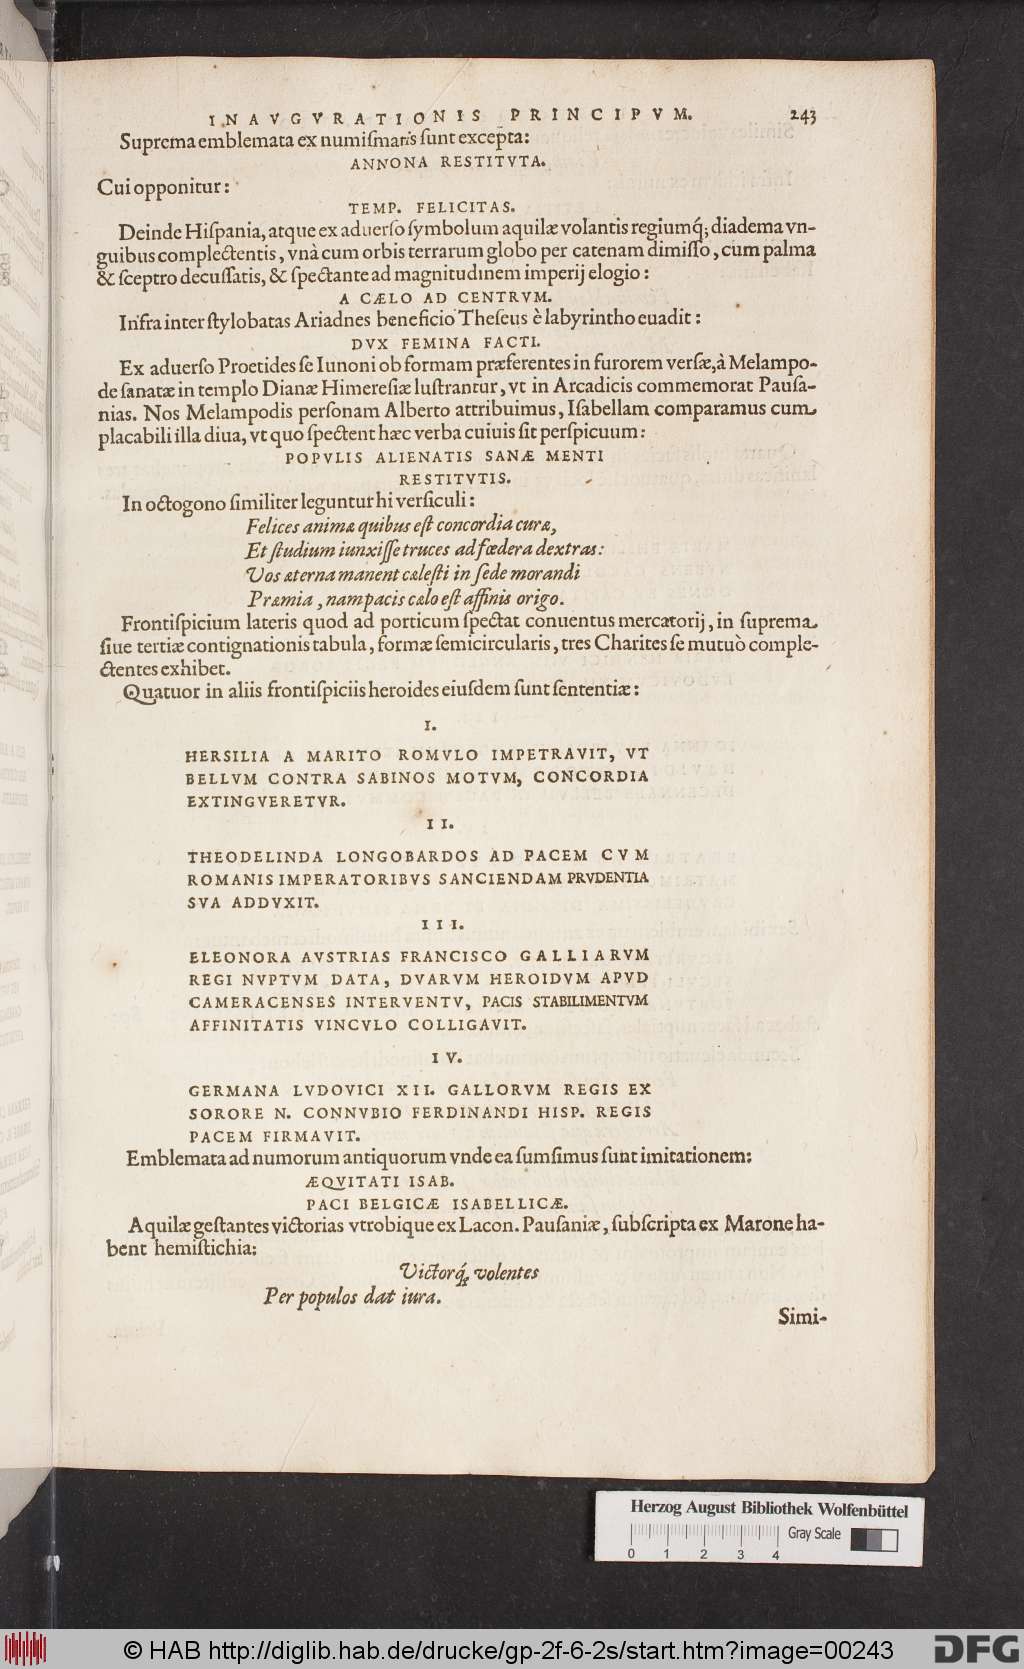 INAVGVRATIONIS PRINCIPVM. 243
Suprema emblemata ex numiſmatis ſunt excepta:
ANNONA RESTITVTA.
Cui opponitur:
TEMP. FELICITAS.
Deinde Hiſpania, atque ex aduerſo ſymbolum aquilæ volantis regiumq́; diadema vn-
guibus complectentis, vnà cum orbis terrarum globo per catenam dimiſſo, cum palma
& ſceptro decuſſatis, & ſpectante ad magnitudinem imperij elogio:
A CÆLO AD CENTRVM.
Infra inter ſtylobatas Ariadnes beneficio Theſeus è labyrintho euadit:
DVX FEMINA FACTI.
Ex aduerſo Proetides ſe Iunoni ob formam præferentes in furorem verſæ, à Melampo-
de ſanatæ in templo Dianæ Himereſiæ luſtrantur, vt in Arcadicis commemorat Pauſa-
nias. Nos Melampodis perſonam Alberto attribuimus, Iſabellam comparamus cum
placabili illa diua, vt quo ſpectent hæc verba cuiuis ſit perſpicuum:
POPVLIS ALIENATIS SANÆ MENTI
RESTITVTIS.
In octogono ſimiliter leguntur hi verſiculi:
Felices animæ quibus eſt concordia curæ,
Et ſtudium iunxiſſe truces ad fœdera dextras:
Vos æterna manent cæleſti in ſede morandi
Præmia, nam pacis cælo eſt affinis origo.
Frontiſpicium lateris quod ad porticum ſpectat conuentus mercatorij, in ſuprema
ſiue tertiæ contignationis tabula, formæ ſemicircularis, tres Charites ſe mutuò comple-
ctentes exhibet.
Quatuor in aliis frontiſpiciis heroides eiuſdem ſunt ſententiæ:
I.
HERSILIA A MARITO ROMVLO IMPETRAVIT, VT
BELLVM CONTRA SABINOS MOTVM, CONCORDIA
EXTINGVERETVR.
II.
THEODELINDA LONGOBARDOS AD PACEM CVM
ROMANIS IMPERATORIBVS SANCIENDAM PRVDENTIA
SVA ADDVXIT.
III.
ELEONORA AVSTRIAS FRANCISCO GALLIARVM
REGI NVPTVM DATA, DVARVM HEROIDVM APVD
CAMERACENSES INTERVENTV, PACIS STABILIMENTVM
AFFINITATIS VINCVLO COLLIGAVIT.
IV.
GERMANA LVDOVICI XII. GALLORVM REGIS EX
SORORE N. CONNVBIO FERDINANDI HISP. REGIS
PACEM FIRMAVIT.
Emblemata ad numorum antiquorum vnde ea ſumſimus ſunt imitationem:
ÆQVITATI ISAB.
PACI BELGICÆ ISABELLICÆ.
Aquilæ geſtantes victorias vtrobique ex Lacon. Pauſaniæ, ſubſcripta ex Marone ha-
bent hemiſtichia:
Victorq́; volentes
Per populos dat iura.
Simi-
Herzog August Bibliothek Wolfenbüttel
Gray Scale
0 1 2 3 4
© HAB http://diglib.hab.de/drucke/gp-2f-6-2s/start.htm?image=00243
DFG